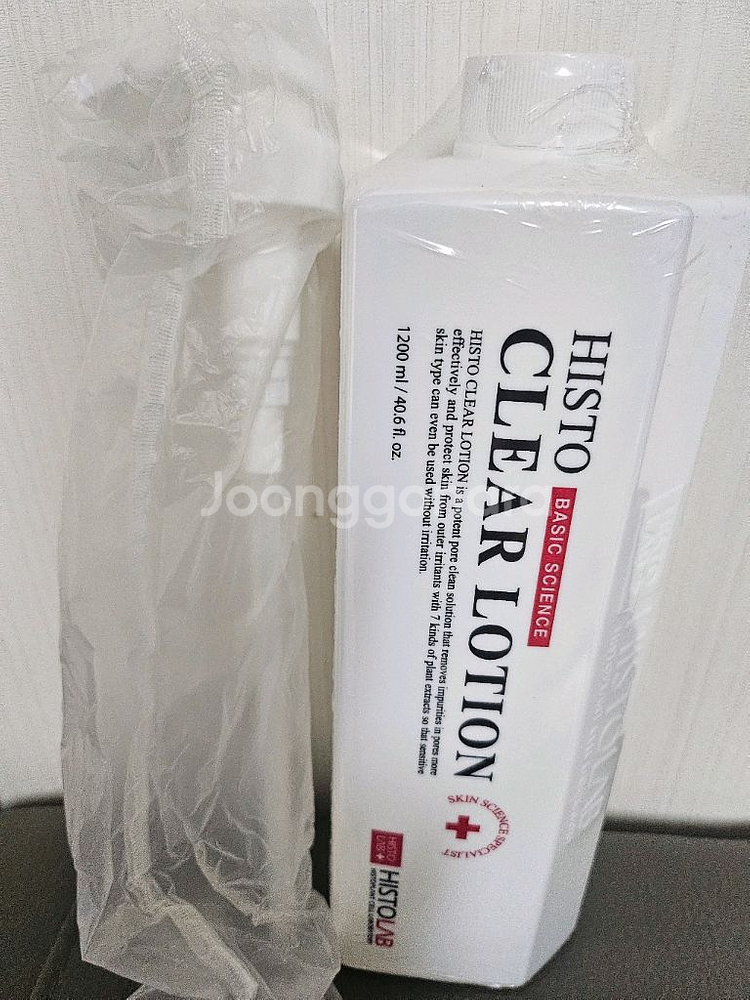 HISTO
BASIC SCIENCE
CLEAR LOTION
HISTO CLEAR LOTION is a potent pore clean solution that removes impurities in pores more
effectively and protect skin from outer irritants with 7 kinds of plant extracts so that sensitive
skin type can even be used without irritation.
1200 ml / 40.6 fl. oz.
SKIN SCIENCE SPECIALIST
HISTO
LAB
HISTOLAB